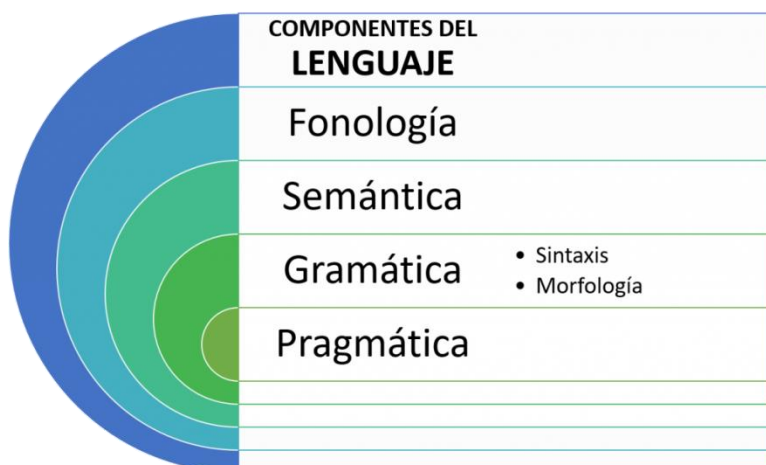 COMPONENTES DEL
LENGUAJE
Fonología
Semántica
Gramática
• Sintaxis
• Morfología
Pragmática